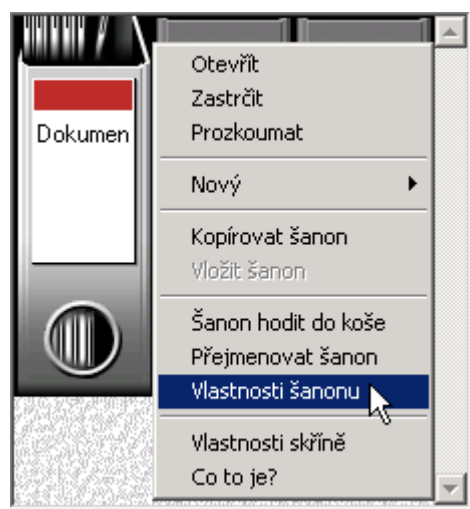 Dokumen
Otevřít
Zastrčit
Prozkoumat
Nový
Kopírovat šanon
Vložit šanon
Šanon hodit do koše
Přejmenovat šanon
Vlastnosti šanonu
Vlastnosti skříně
Co to je?